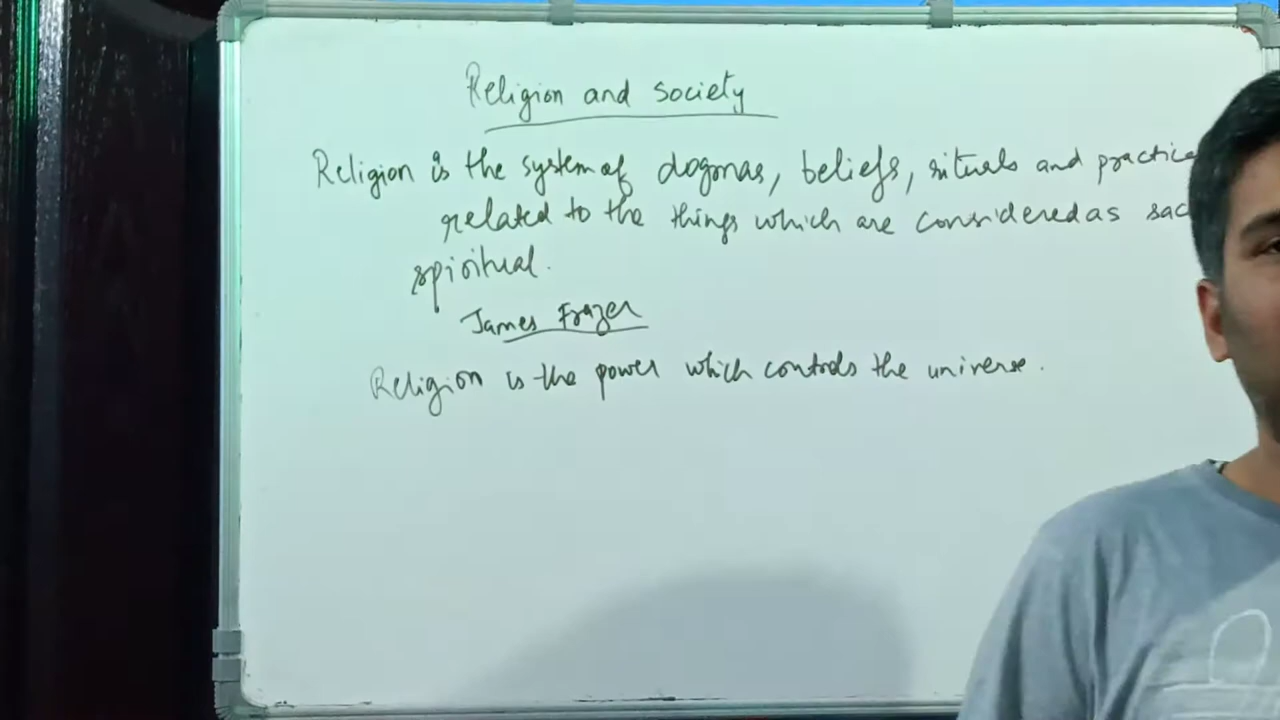 Religion and society
Religion is the system of dogmas, beliefs, rituals and practice
related to the things which are considered as sac
spiritual.
James Frazer
Religion is the power which controls the universe.